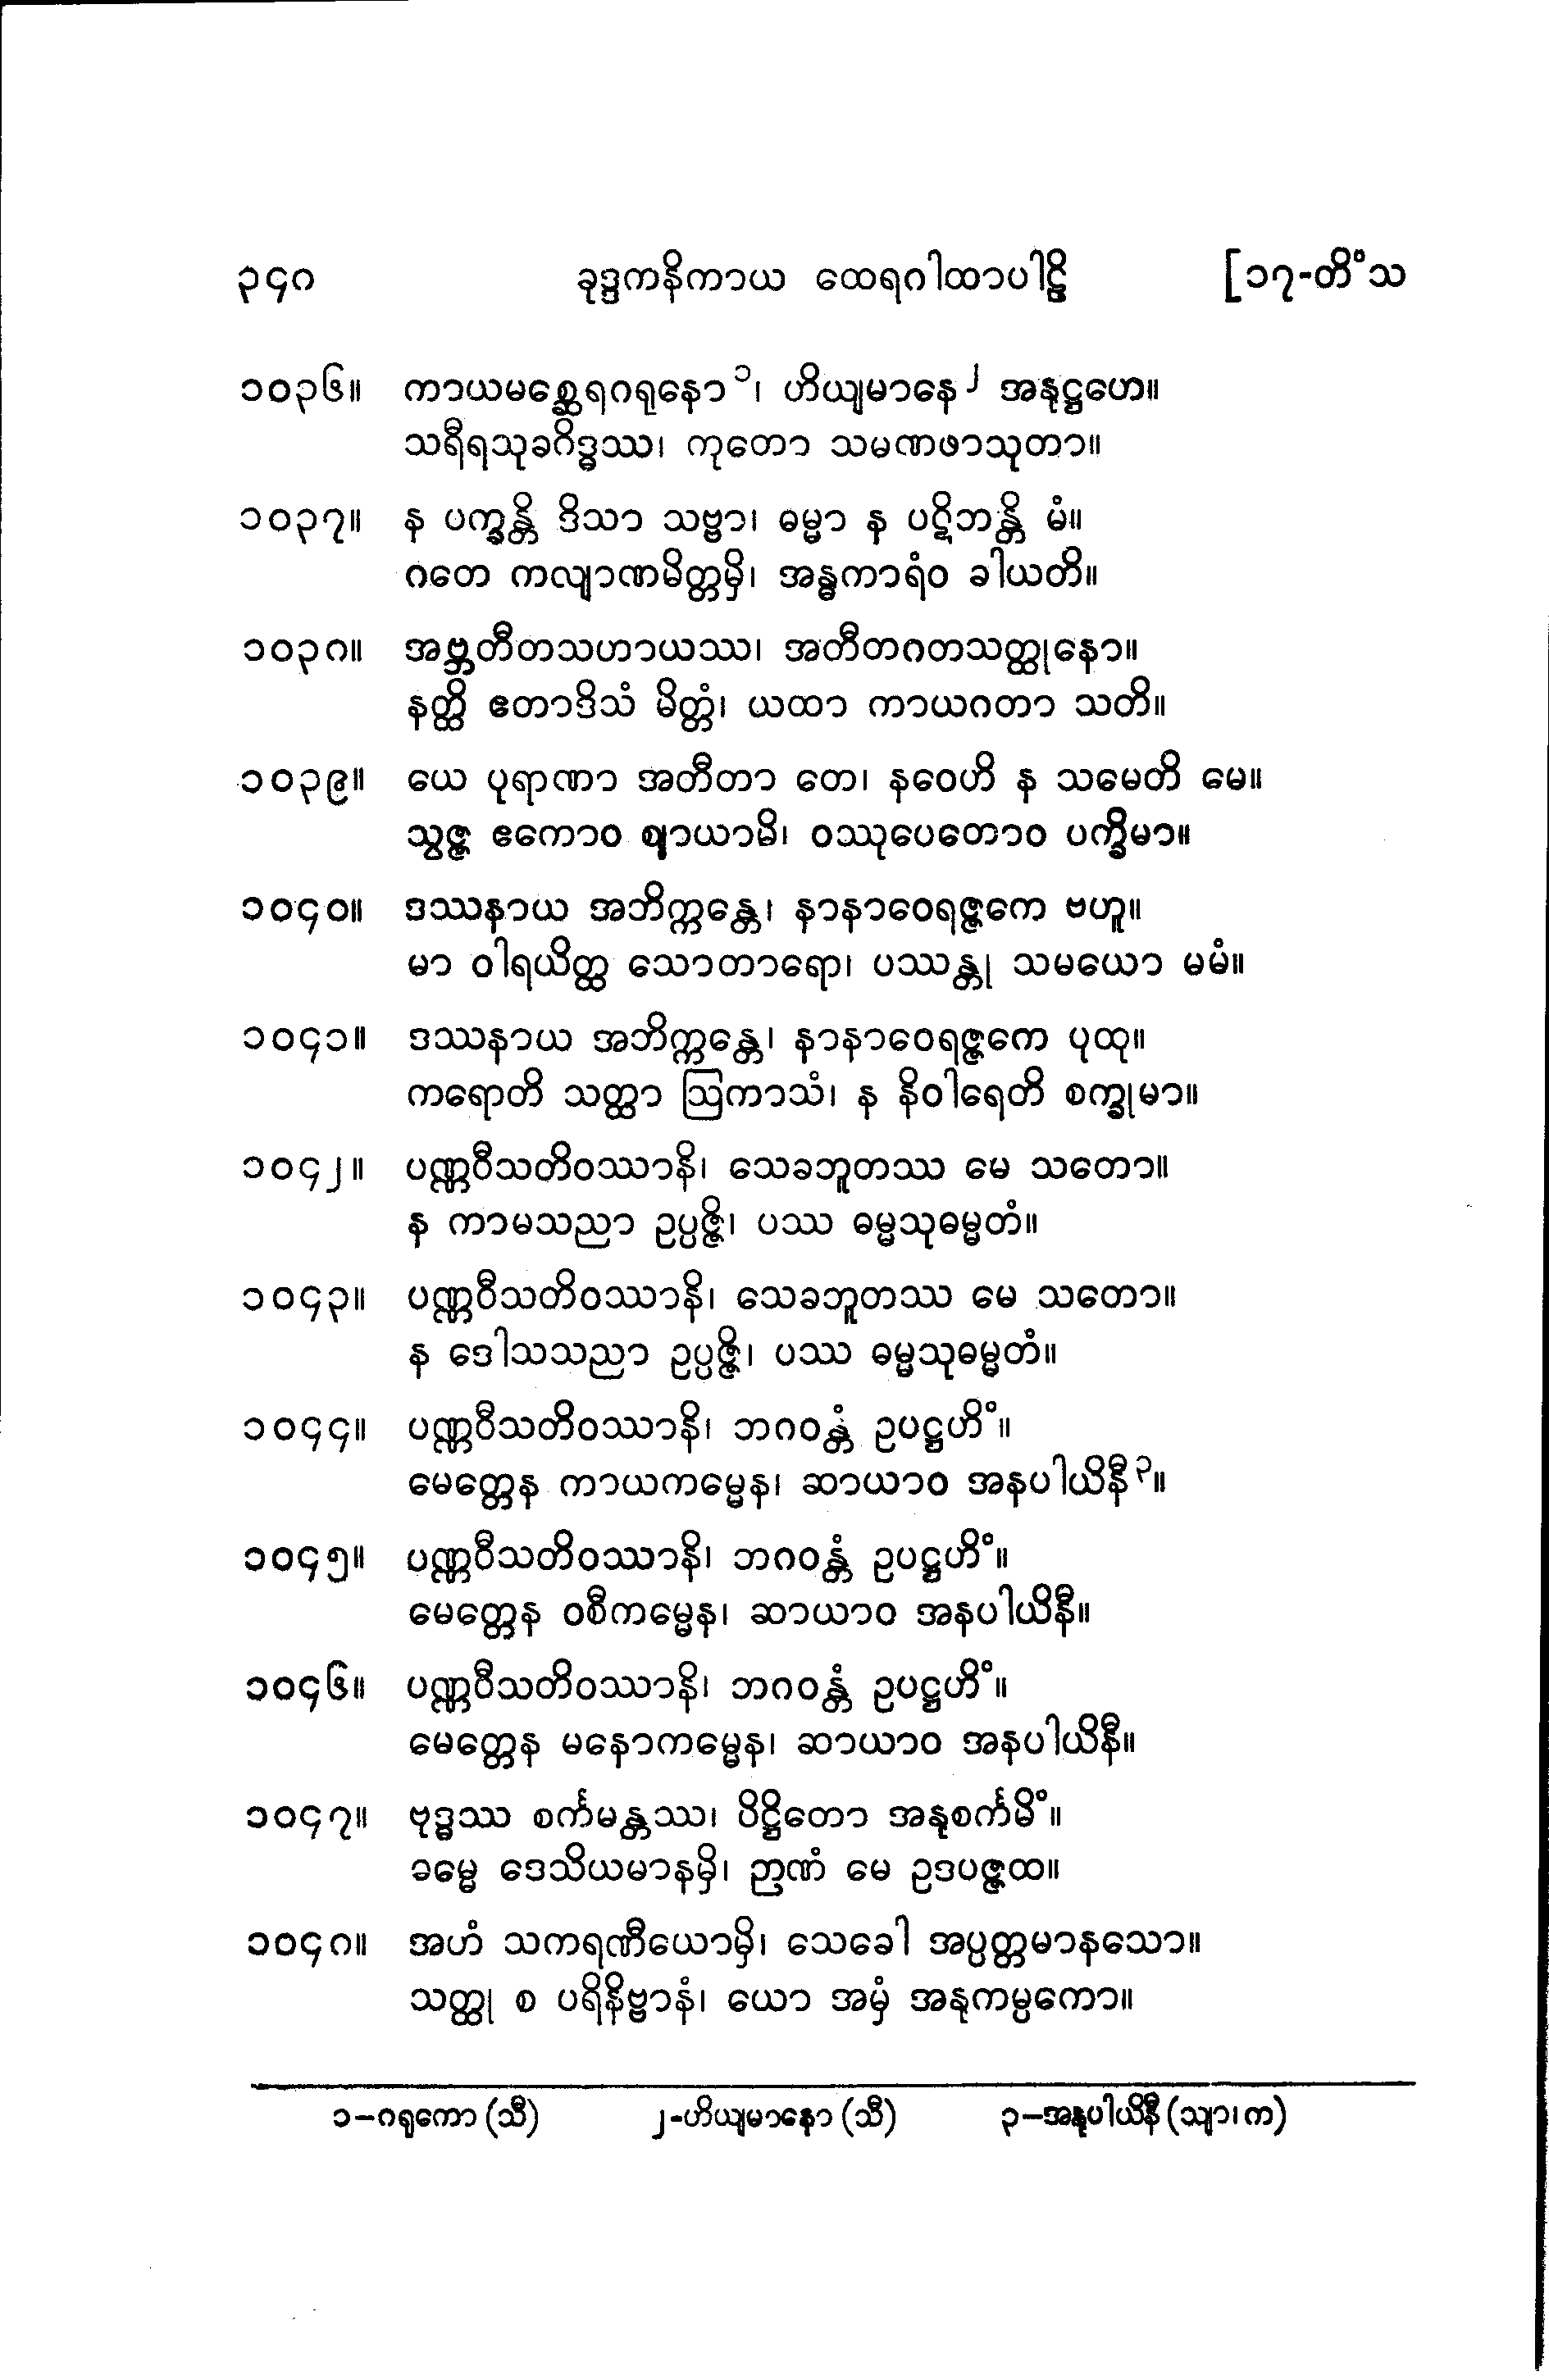 ၃၄၈ ခုဒ္ဒကနိကာယ ထေရဂါထာပါဠိ [၁၇-တိံသ
၁၀၃၆။ ကာယမစ္ဆေရဂရုနော၁၊ ဟိယျမာနေ၂ အနုဋ္ဌဟေ။
သရီရသုခဂိဒ္ဓဿ၊ ကုတော သမဏဖာသုတာ။
၁၀၃၇။ န ပက္ခန္တိ ဒိသာ သဗ္ဗာ၊ ဓမ္မာ န ပဋိဘန္တိ မံ။
ဂတေ ကလျာဏမိတ္တမှိ၊ အန္ဓကာရံဝ ခါယတိ။
၁၀၃၈။ အဗ္ဘတီတသဟာယဿ၊ အတီတဂတသတ္ထုနော။
နတ္ထိ ဧတာဒိသံ မိတ္တံ၊ ယထာ ကာယဂတာ သတိ။
၁၀၃၉။ ယေ ပုရာဏာ အတီတာ တေ၊ နဝေဟိ န သမေတိ မေ။
သွဇ္ဇ ဧကောဝ ဈာယာမိ၊ ဝဿုပေတောဝ ပက္ခိမာ။
၁၀၄၀။ ဒဿနာယ အဘိက္ကန္တေ၊ နာနာဝေရဇ္ဇကေ ဗဟူ။
မာ ဝါရယိတ္ထ သောတာရော၊ ပဿန္တု သမယော မမံ။
၁၀၄၁။ ဒဿနာယ အဘိက္ကန္တေ၊ နာနာဝေရဇ္ဇကေ ပုထု။
ကရောတိ သတ္ထာ ဩကာသံ၊ န နိဝါရေတိ စက္ခုမာ။
၁၀၄၂။ ပဏ္ဏဝီသတိဝဿာနိ၊ သေခဘူတဿ မေ သတော။
န ကာမသညာ ဥပ္ပဇ္ဇိ၊ ပဿ ဓမ္မသုဓမ္မတံ။
၁၀၄၃။ ပဏ္ဏဝီသတိဝဿာနိ၊ သေခဘူတဿ မေ သတော။
န ဒေါသသညာ ဥပ္ပဇ္ဇိ၊ ပဿ ဓမ္မသုဓမ္မတံ။
၁၀၄၄။ ပဏ္ဏဝီသတိဝဿာနိ၊ ဘဂဝန္တံ ဥပဋ္ဌဟိံ။
မေတ္တေန ကာယကမ္မေန၊ ဆာယာဝ အနပါယိနီ၃။
၁၀၄၅။ ပဏ္ဏဝီသတိဝဿာနိ၊ ဘဂဝန္တံ ဥပဋ္ဌဟိံ။
မေတ္တေန ဝစီကမ္မေန၊ ဆာယာဝ အနပါယိနီ။
၁၀၄၆။ ပဏ္ဏဝီသတိဝဿာနိ၊ ဘဂဝန္တံ ဥပဋ္ဌဟိံ။
မေတ္တေန မနောကမ္မေန၊ ဆာယာဝ အနပါယိနီ။
၁၀၄၇။ ဗုဒ္ဓဿ စင်္ကမန္တဿ၊ ပိဋ္ဌိတော အနုစင်္ကမိံ။
ဓမ္မေ ဒေသိယမာနမှိ၊ ဉာဏံ မေ ဥဒပဇ္ဇထ။
၁၀၄၈။ အဟံ သကရဏီယောမှိ၊ သေခေါ အပ္ပတ္တမာနသော။
သတ္ထု စ ပရိနိဗ္ဗာနံ၊ ယော အမှံ အနုကမ္ပကော။
၁–ဂရုကော (သီ) ၂-ဟိယျမာနော (သီ) ၃–အနုပါယိနီ (သျာ၊ က)